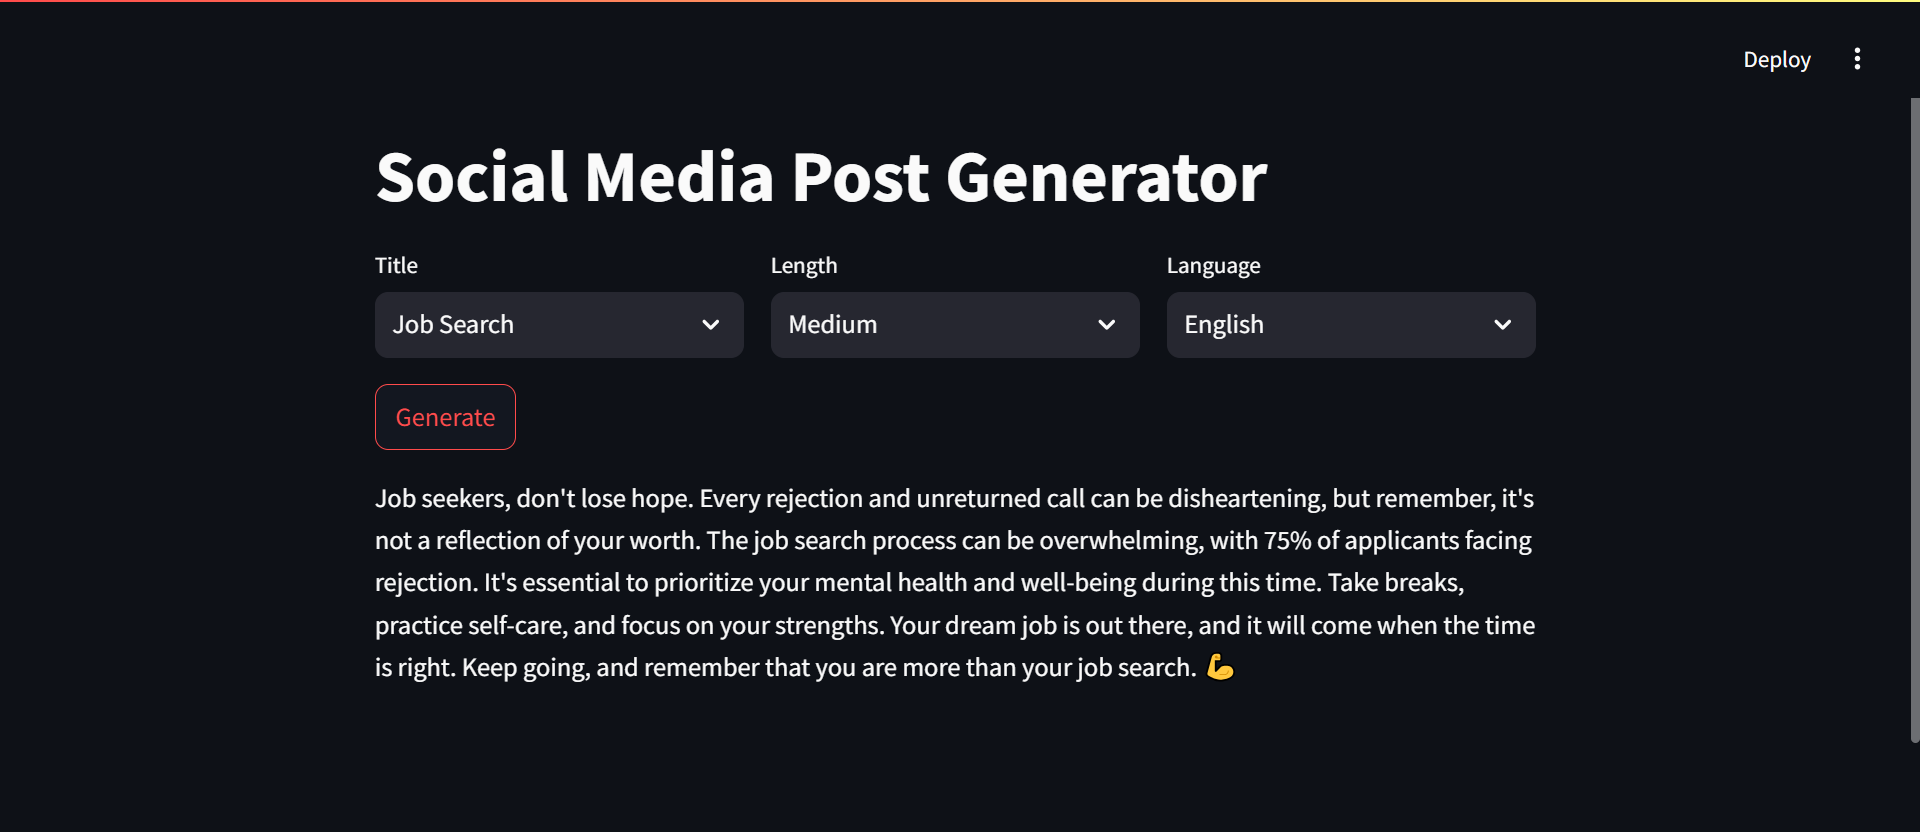 Deploy
Social Media Post Generator
Title
Length
Language
Job Search
Medium
English
Generate
Job seekers, don't lose hope. Every rejection and unreturned call can be disheartening, but remember, it's
not a reflection of your worth. The job search process can be overwhelming, with 75% of applicants facing
rejection. It's essential to prioritize your mental health and well-being during this time. Take breaks,
practice self-care, and focus on your strengths. Your dream job is out there, and it will come when the time
is right. Keep going, and remember that you are more than your job search. 💪